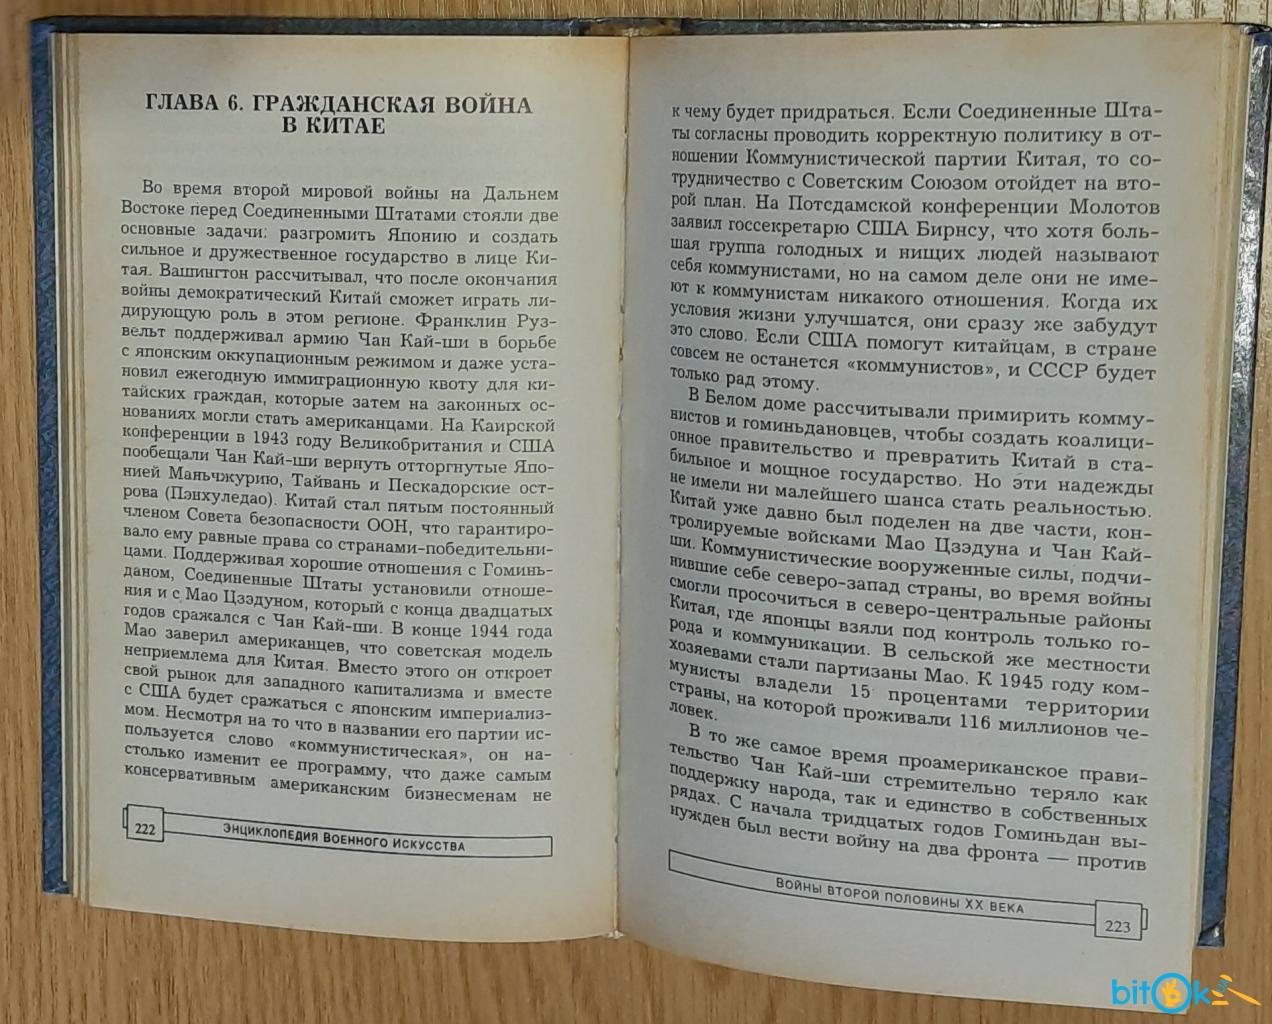 ГЛАВА 6. ГРАЖДАНСКАЯ ВОЙНА
В КИТАЕ
Во время второй мировой войны на Дальнем
Востоке перед Соединенными Штатами стояли две
основные задачи: разгромить Японию и создать
сильное и дружественное государство в лице Ки-
тая. Вашингтон рассчитывал, что после окончания
войны демократический Китай сможет играть ли-
дирующую роль в этом регионе. Франклин Руз-
вельт поддерживал армию Чан Кай-ши в борьбе
с японским оккупационным режимом и даже уста-
новил ежегодную иммиграционную квоту для ки-
тайских граждан, которые затем на законных ос-
нованиях могли стать американцами. На Каирской
конференции в 1943 году Великобритания и США
пообещали Чан Кай-ши вернуть отторгнутые Япо-
нией Маньчжурию, Тайвань и Пескадорские ост-
рова (Пэнхуледао). Китай стал пятым постоянный
членом Совета безопасности ООН, что гарантиро-
вало ему равные права со странами-победительни-
цами. Поддерживая хорошие отношения с Гоминь-
даном, Соединенные Штаты установили отноше-
ния и с Мао Цзэдуном, который с конца двадцатых
годов сражался с Чан Кай-ши. В конце 1944 года
Мао заверил американцев, что советская модель
неприемлема для Китая. Вместо этого он откроет
свой рынок для западного капитализма и вместе
с США будет сражаться с японским империализ-
мом. Несмотря на то что в названии его партии ис-
пользуется слово «коммунистическая», он на-
столько изменит ее программу, что даже самым
консервативным американским бизнесменам не
222
Энциклопедия Военного Искусства
к чему будет придраться. Если Соединенные Шта-
ты согласны проводить корректную политику в от-
ношении Коммунистической партии Китая, то со-
трудничество с Советским Союзом отойдет на вто-
рой план. На Потсдамской конференции Молотов
заявил госсекретарю США Бирнсу, что хотя боль-
шая группа голодных и нищих людей называют
себя коммунистами, но на самом деле они не име-
ют к коммунистам никакого отношения. Когда их
условия жизни улучшатся, они сразу же забудут
это слово. Если США помогут китайцам, в стране
совсем не останется «коммунистов», и СССР будет
только рад этому.
В Белом доме рассчитывали примирить комму-
нистов и гоминьдановцев, чтобы создать коалици-
онное правительство и превратить Китай в ста-
бильное и мощное государство. Но эти надежды
не имели ни малейшего шанса стать реальностью.
Китай уже давно был поделен на две части, кон-
тролируемые войсками Мао Цзэдуна и Чан Кай-
ши. Коммунистические вооруженные силы, подчи-
нившие себе северо-запад страны, во время войны
смогли просочиться в северо-центральные районы
Китая, где японцы взяли под контроль только го-
рода и коммуникации. В сельской же местности
хозяевами стали партизаны Мао. К 1945 году ком-
мунисты владели 15 процентами территории
страны, на которой проживали 116 миллионов че-
ловек.
В то же самое время проамериканское прави-
тельство Чан Кай-ши стремительно теряло как
поддержку народа, так и единство в собственных
рядах. С начала тридцатых годов Гоминьдан вы-
нужден был вести войну на два фронта — против
Войны второй половины XX века
223
bitok